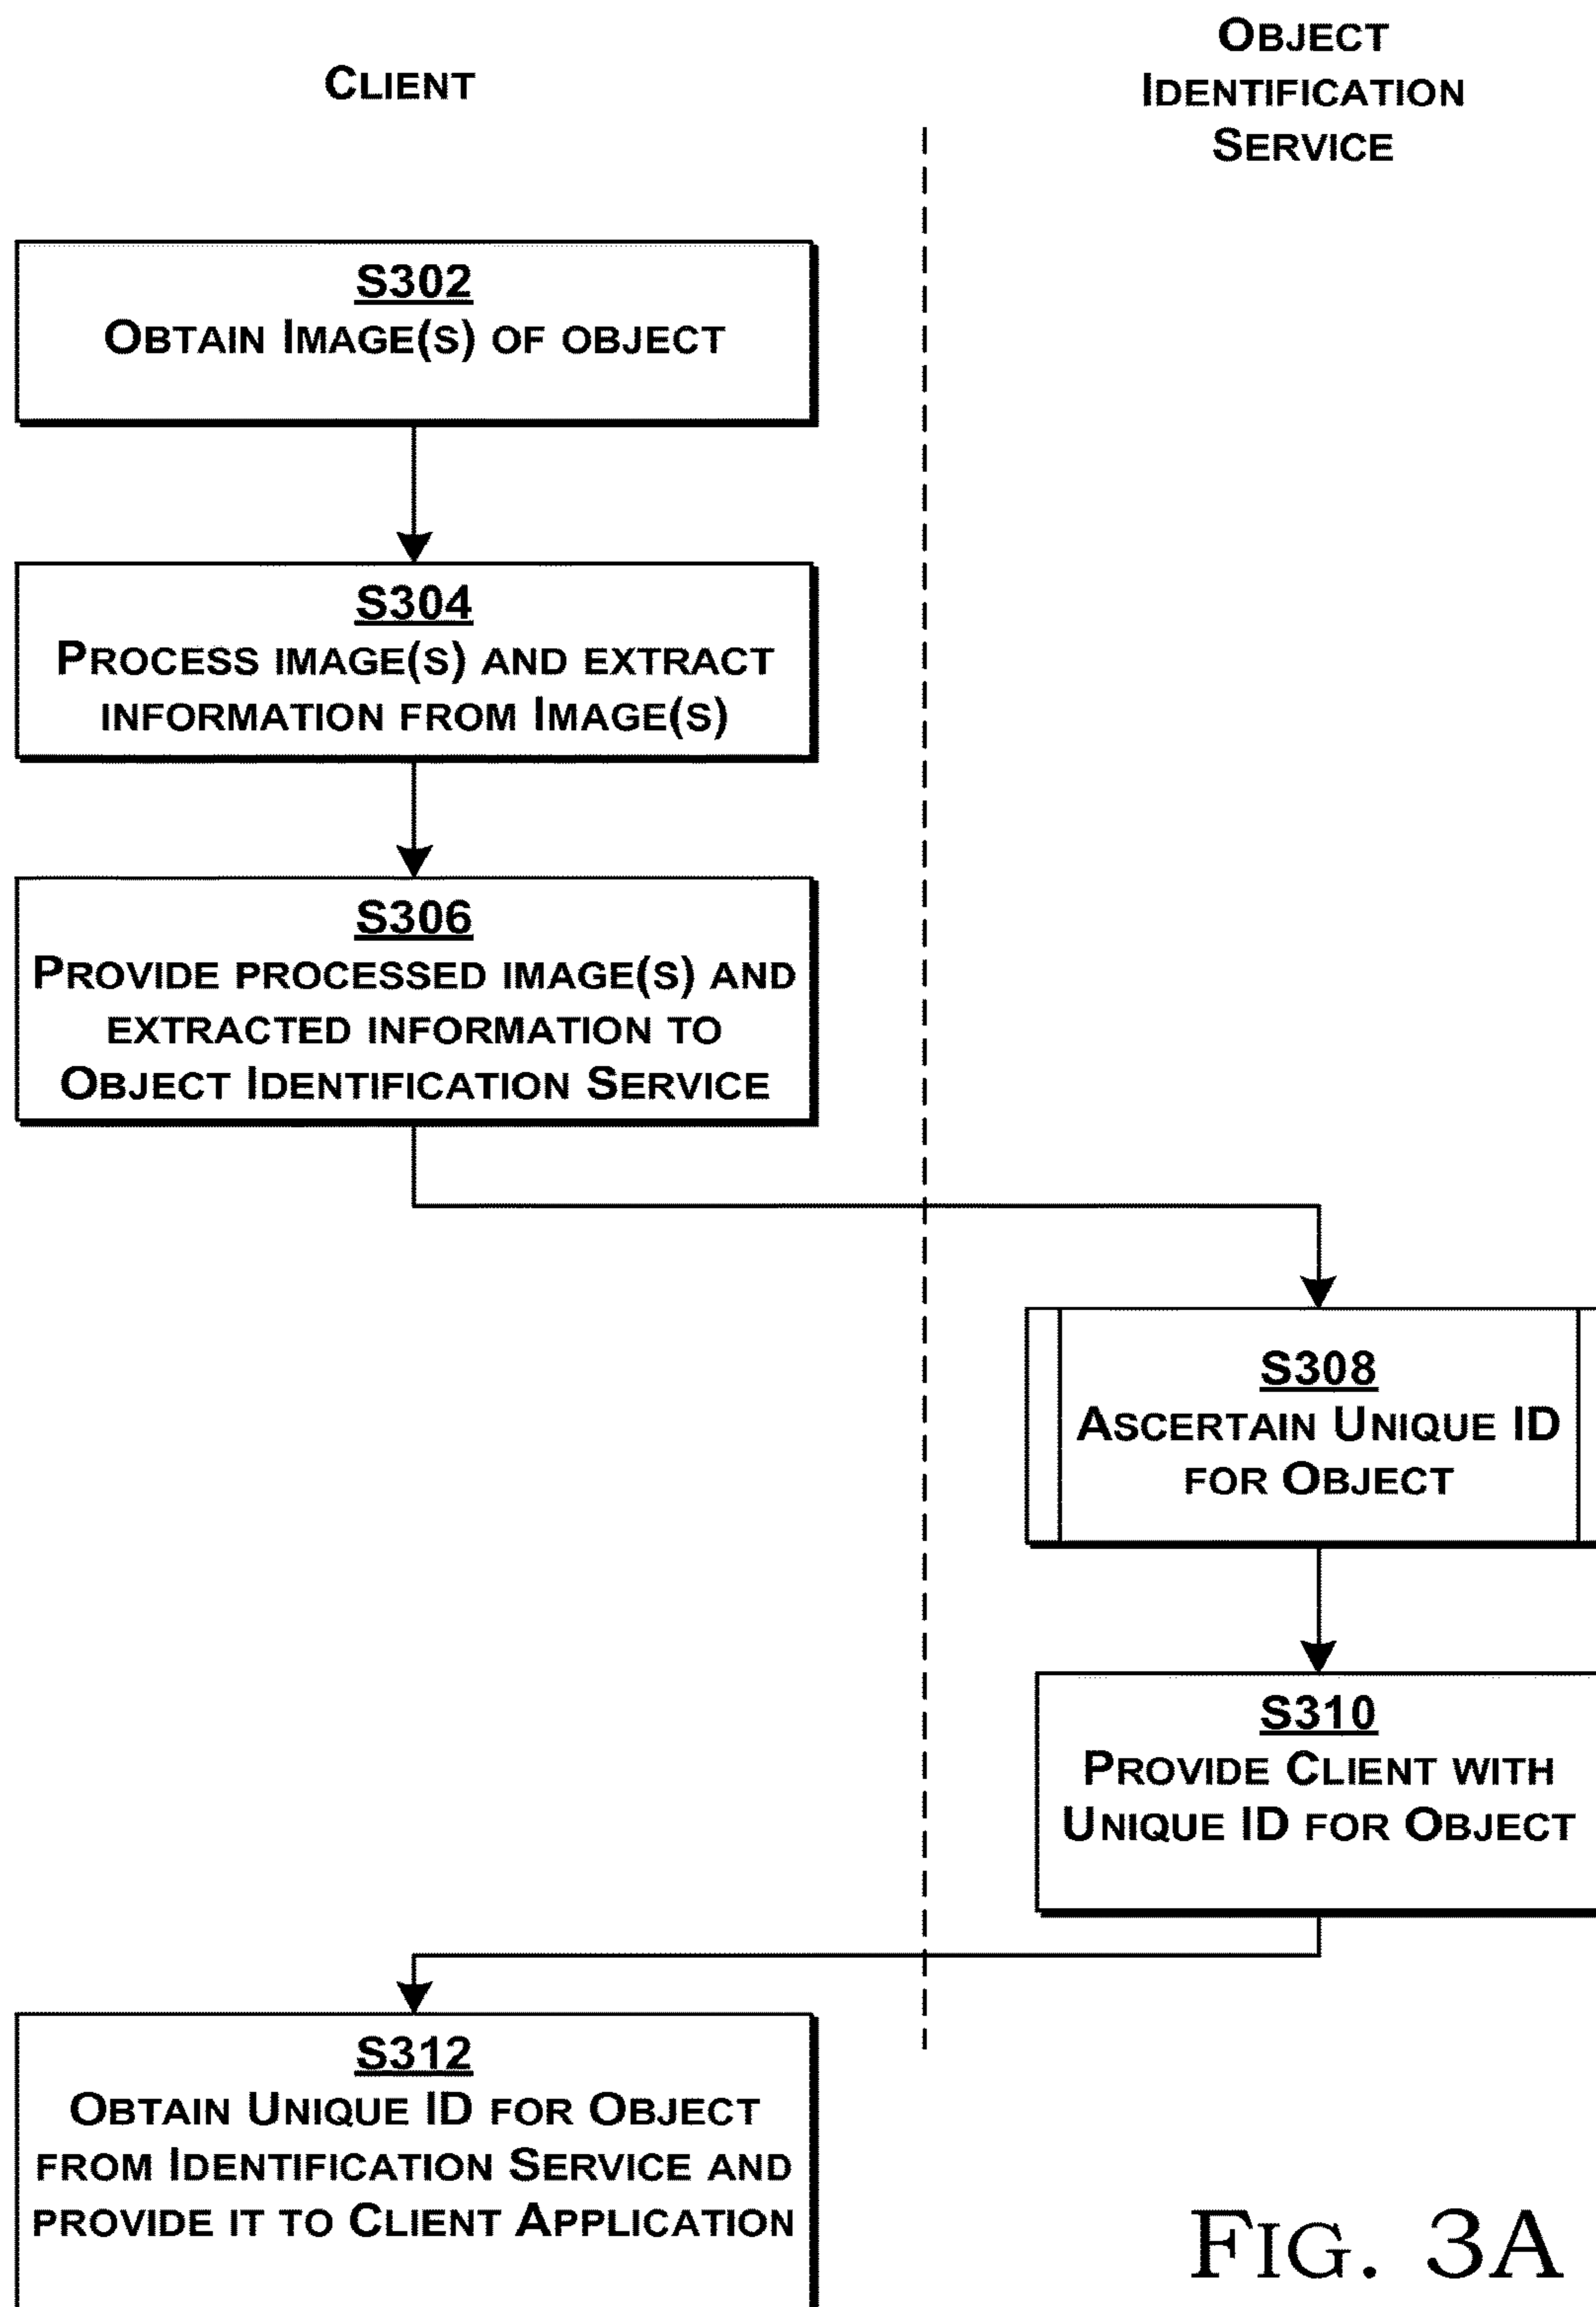 CLIENT
OBJECT
IDENTIFICATION
SERVICE
S302
OBTAIN IMAGE(S) OF OBJECT
S304
PROCESS IMAGE(S) AND EXTRACT
INFORMATION FROM IMAGE(S)
S306
PROVIDE PROCESSED IMAGE(S) AND
EXTRACTED INFORMATION TO
OBJECT IDENTIFICATION SERVICE
S308
ASCERTAIN UNIQUE ID
FOR OBJECT
S310
PROVIDE CLIENT WITH
UNIQUE ID FOR OBJECT
S312
OBTAIN UNIQUE ID FOR OBJECT
FROM IDENTIFICATION SERVICE AND
PROVIDE IT TO CLIENT APPLICATION
FIG. 3A